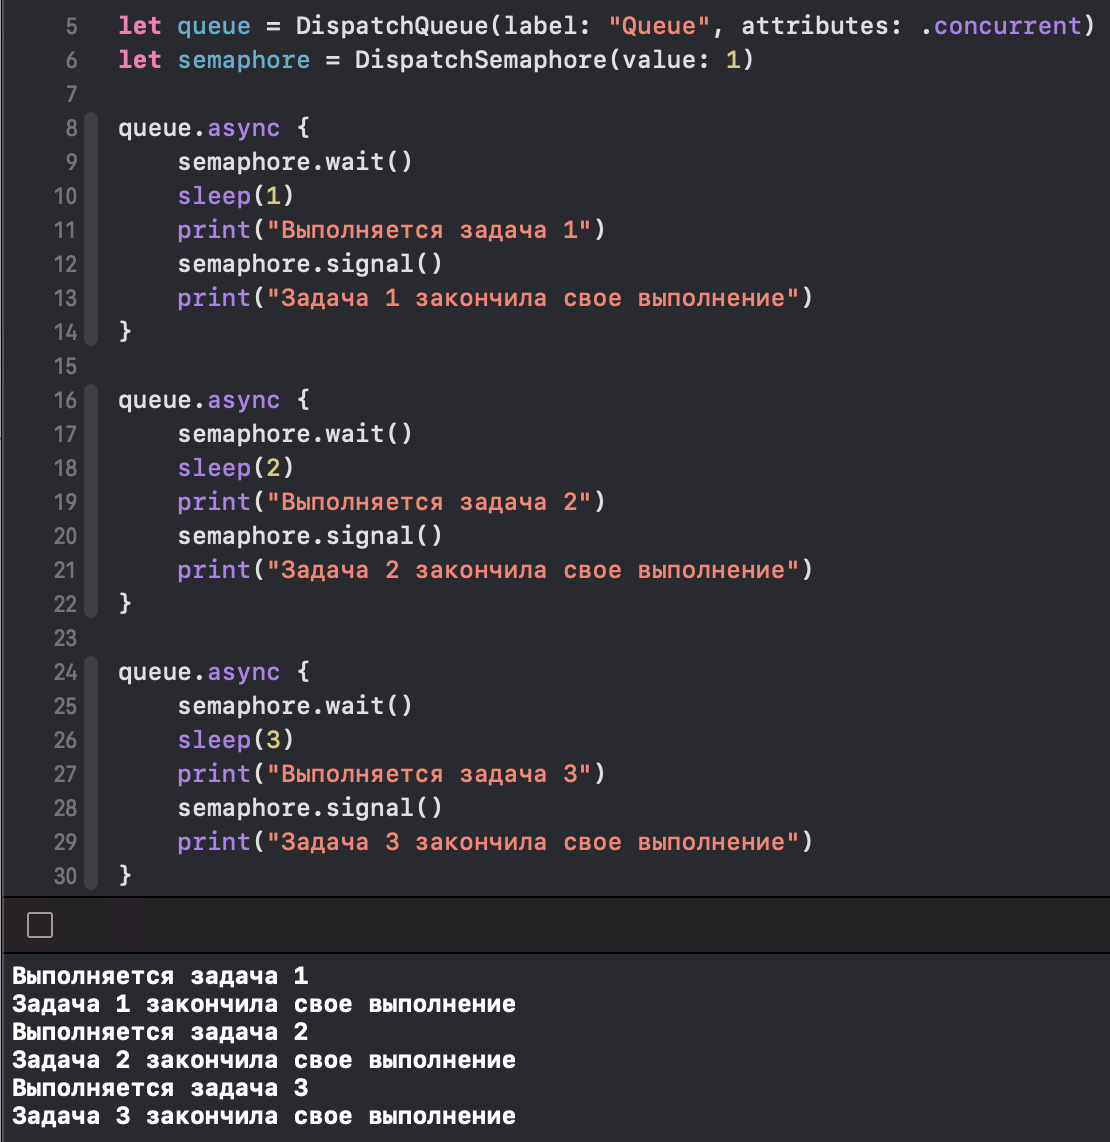 5 let queue = DispatchQueue(label: "Queue", attributes: .concurrent)
6 let semaphore = DispatchSemaphore(value: 1)
7
8 queue.async {
9     semaphore.wait()
10     sleep(1)
11     print("Выполняется задача 1")
12     semaphore.signal()
13     print("Задача 1 закончила свое выполнение")
14 }
15
16 queue.async {
17     semaphore.wait()
18     sleep(2)
19     print("Выполняется задача 2")
20     semaphore.signal()
21     print("Задача 2 закончила свое выполнение")
22 }
23
24 queue.async {
25     semaphore.wait()
26     sleep(3)
27     print("Выполняется задача 3")
28     semaphore.signal()
29     print("Задача 3 закончила свое выполнение")
30 }
Выполняется задача 1
Задача 1 закончила свое выполнение
Выполняется задача 2
Задача 2 закончила свое выполнение
Выполняется задача 3
Задача 3 закончила свое выполнение